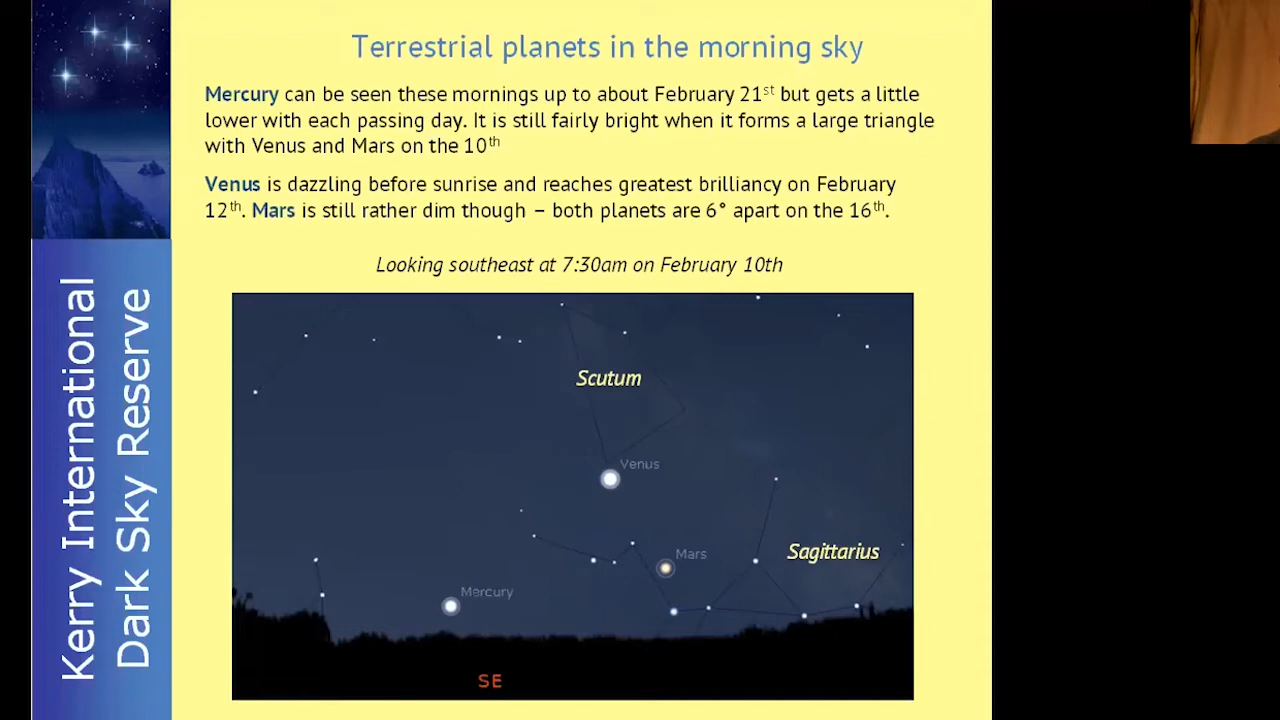 Terrestrial planets in the morning sky
Mercury can be seen these mornings up to about February 21st but gets a little
lower with each passing day. It is still fairly bright when it forms a large triangle
with Venus and Mars on the 10th
Venus is dazzling before sunrise and reaches greatest brilliancy on February
12th. Mars is still rather dim though – both planets are 6° apart on the 16th.
Looking southeast at 7:30am on February 10th
Scutum
Venus
Sagittarius
Mars
Mercury
SE
Kerry International
Dark Sky Reserve